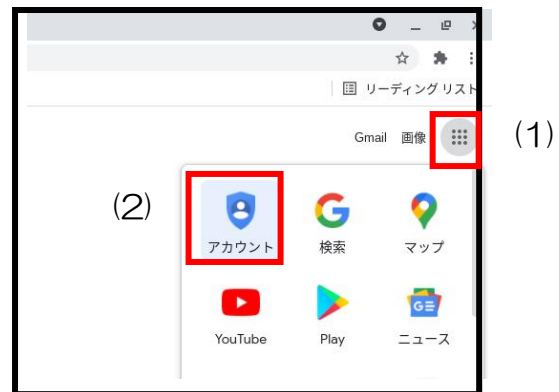 リーディングリスト
Gmail 画像
(1)
(2)
アカウント 検索 マップ
YouTube Play ニュース